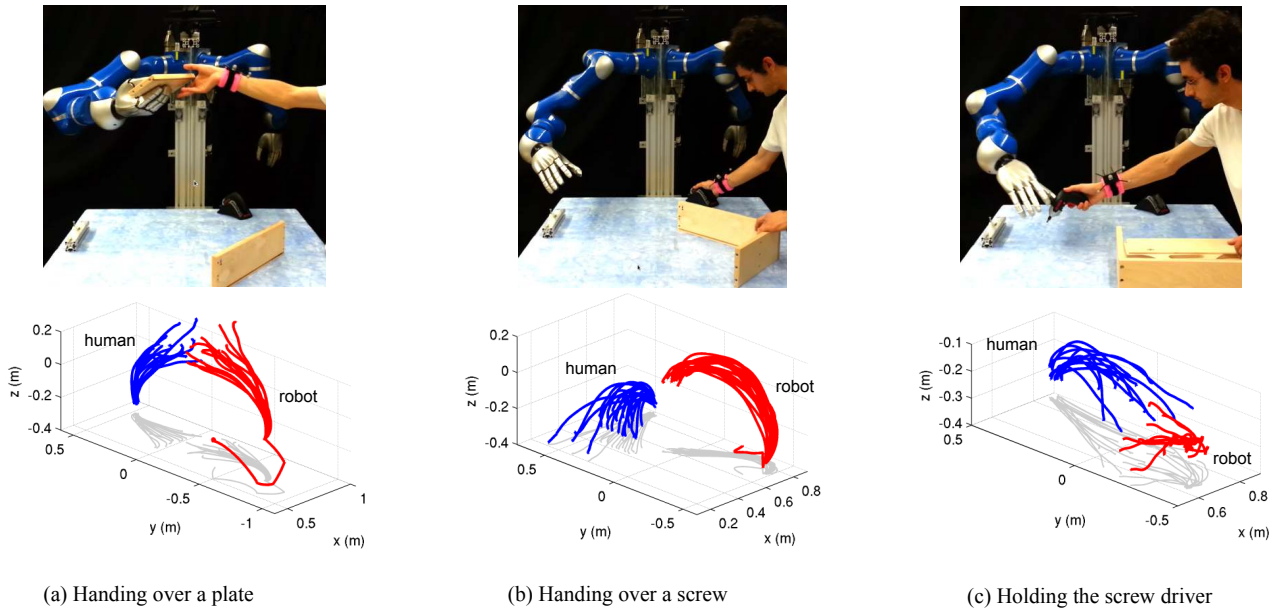 0.2
0
-0.2
-0.4
z (m)
human
robot
0.5
0
-0.5
-1
y (m)
0.5
1
x (m)
0.2
0
-0.2
-0.4
z (m)
human
robot
0.5
0
-0.5
y (m)
0.2
0.4
0.6
0.8
x (m)
-0.1
-0.2
-0.3
-0.4
z (m)
human
robot
0.5
0
-0.5
y (m)
0.6
0.8
x (m)
(a) Handing over a plate
(b) Handing over a screw
(c) Holding the screw driver